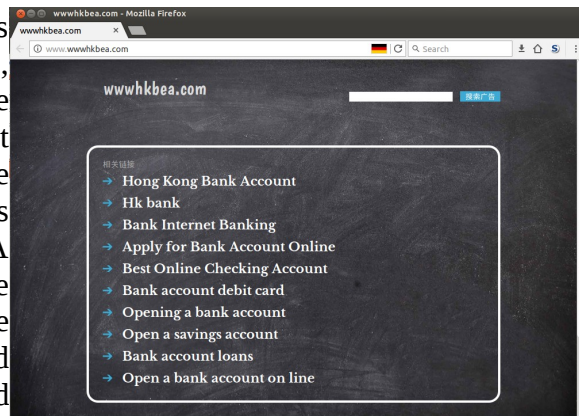 wwwhkbea.com - Mozilla Firefox
wwwhkbea.com ×
www.wwwhkbea.com Search S
wwwhkbea.com
搜索广告
相关链接
→ Hong Kong Bank Account
→ Hk bank
→ Bank Internet Banking
→ Apply for Bank Account Online
→ Best Online Checking Account
→ Bank account debit card
→ Opening a bank account
→ Open a savings account
→ Bank account loans
→ Open a bank account on line
s
,
e
t
e
s
A
e
e
d
d